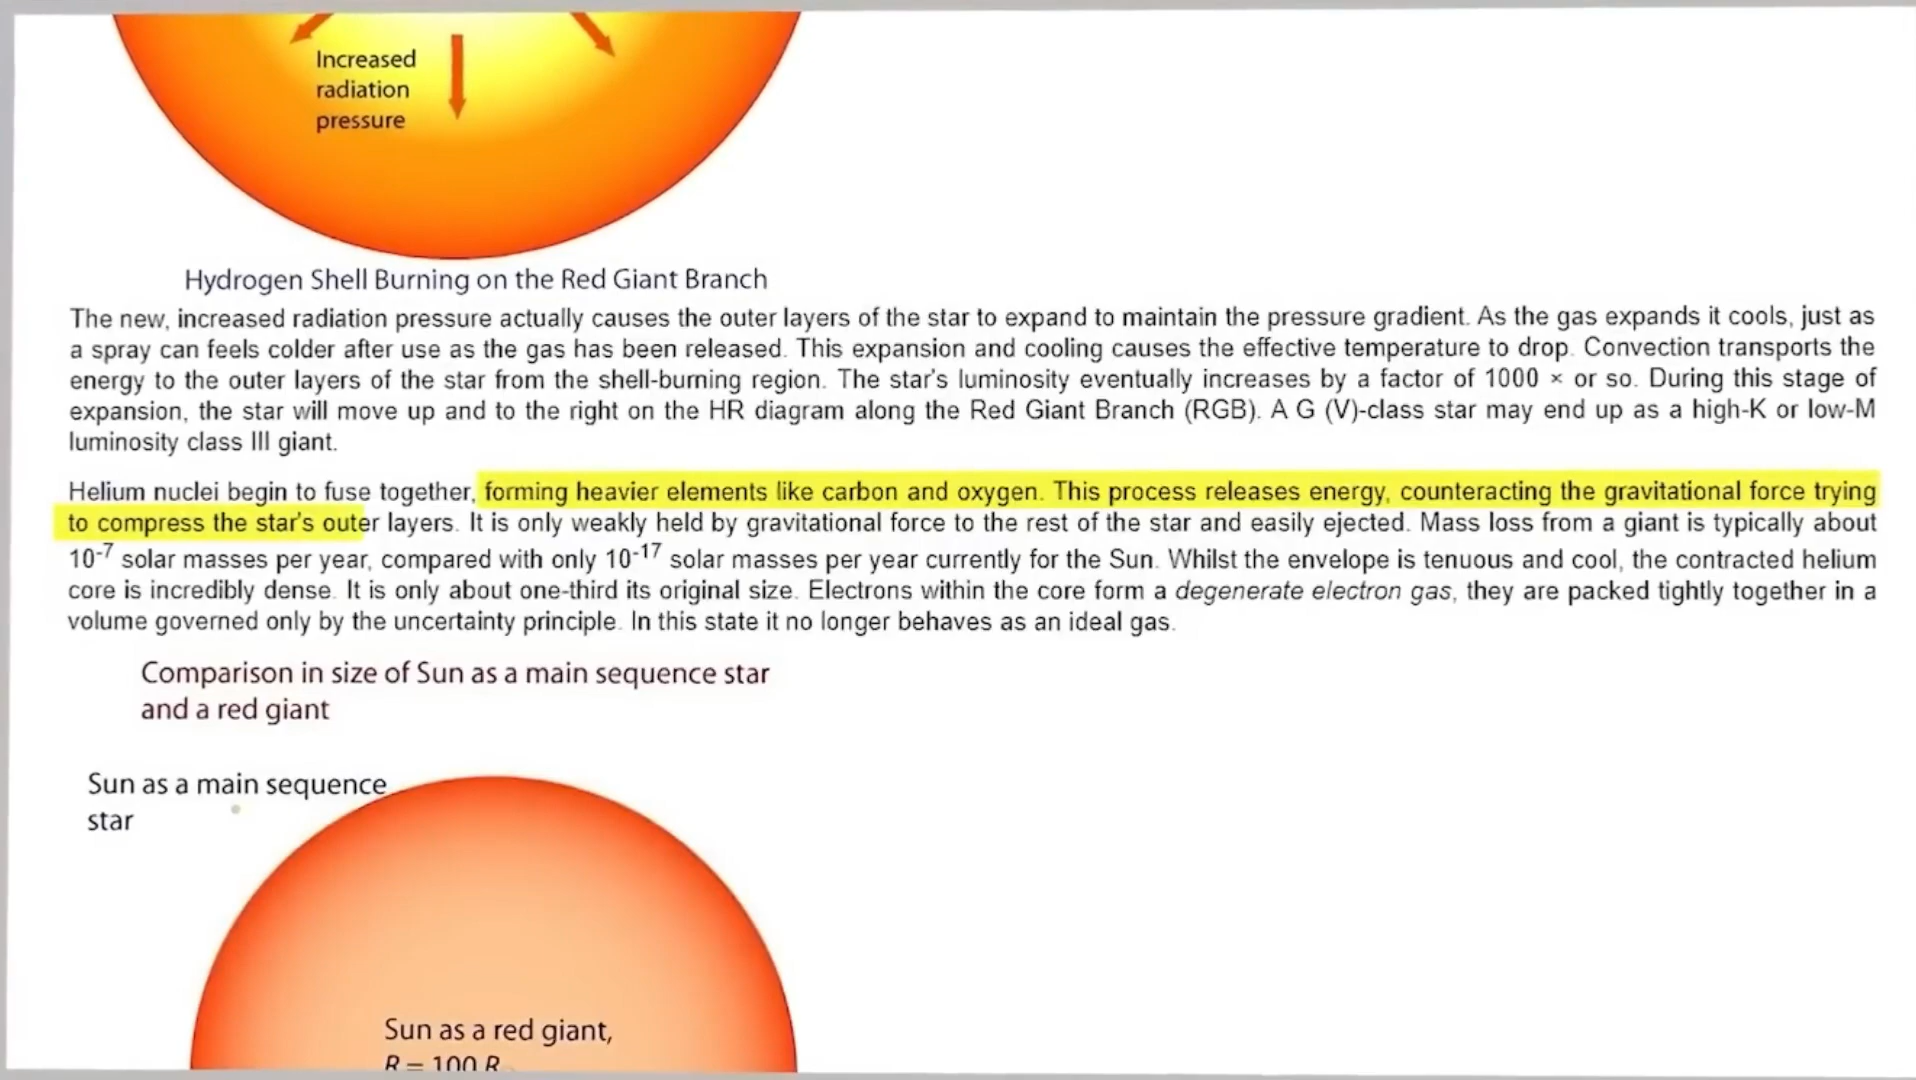 Increased
radiation
pressure
Hydrogen Shell Burning on the Red Giant Branch
The new, increased radiation pressure actually causes the outer layers of the star to expand to maintain the pressure gradient. As the gas expands it cools, just as
a spray can feels colder after use as the gas has been released. This expansion and cooling causes the effective temperature to drop. Convection transports the
energy to the outer layers of the star from the shell-burning region. The star's luminosity eventually increases by a factor of 1000 × or so. During this stage of
expansion, the star will move up and to the right on the HR diagram along the Red Giant Branch (RGB). A G (V)-class star may end up as a high-K or low-M
luminosity class III giant.
Helium nuclei begin to fuse together, forming heavier elements like carbon and oxygen. This process releases energy, counteracting the gravitational force trying
to compress the star's outer layers. It is only weakly held by gravitational force to the rest of the star and easily ejected. Mass loss from a giant is typically about
10⁻⁷ solar masses per year, compared with only 10⁻¹⁷ solar masses per year currently for the Sun. Whilst the envelope is tenuous and cool, the contracted helium
core is incredibly dense. It is only about one-third its original size. Electrons within the core form a degenerate electron gas, they are packed tightly together in a
volume governed only by the uncertainty principle. In this state it no longer behaves as an ideal gas.
Comparison in size of Sun as a main sequence star
and a red giant
Sun as a main sequence
star
Sun as a red giant,
R = 100 R